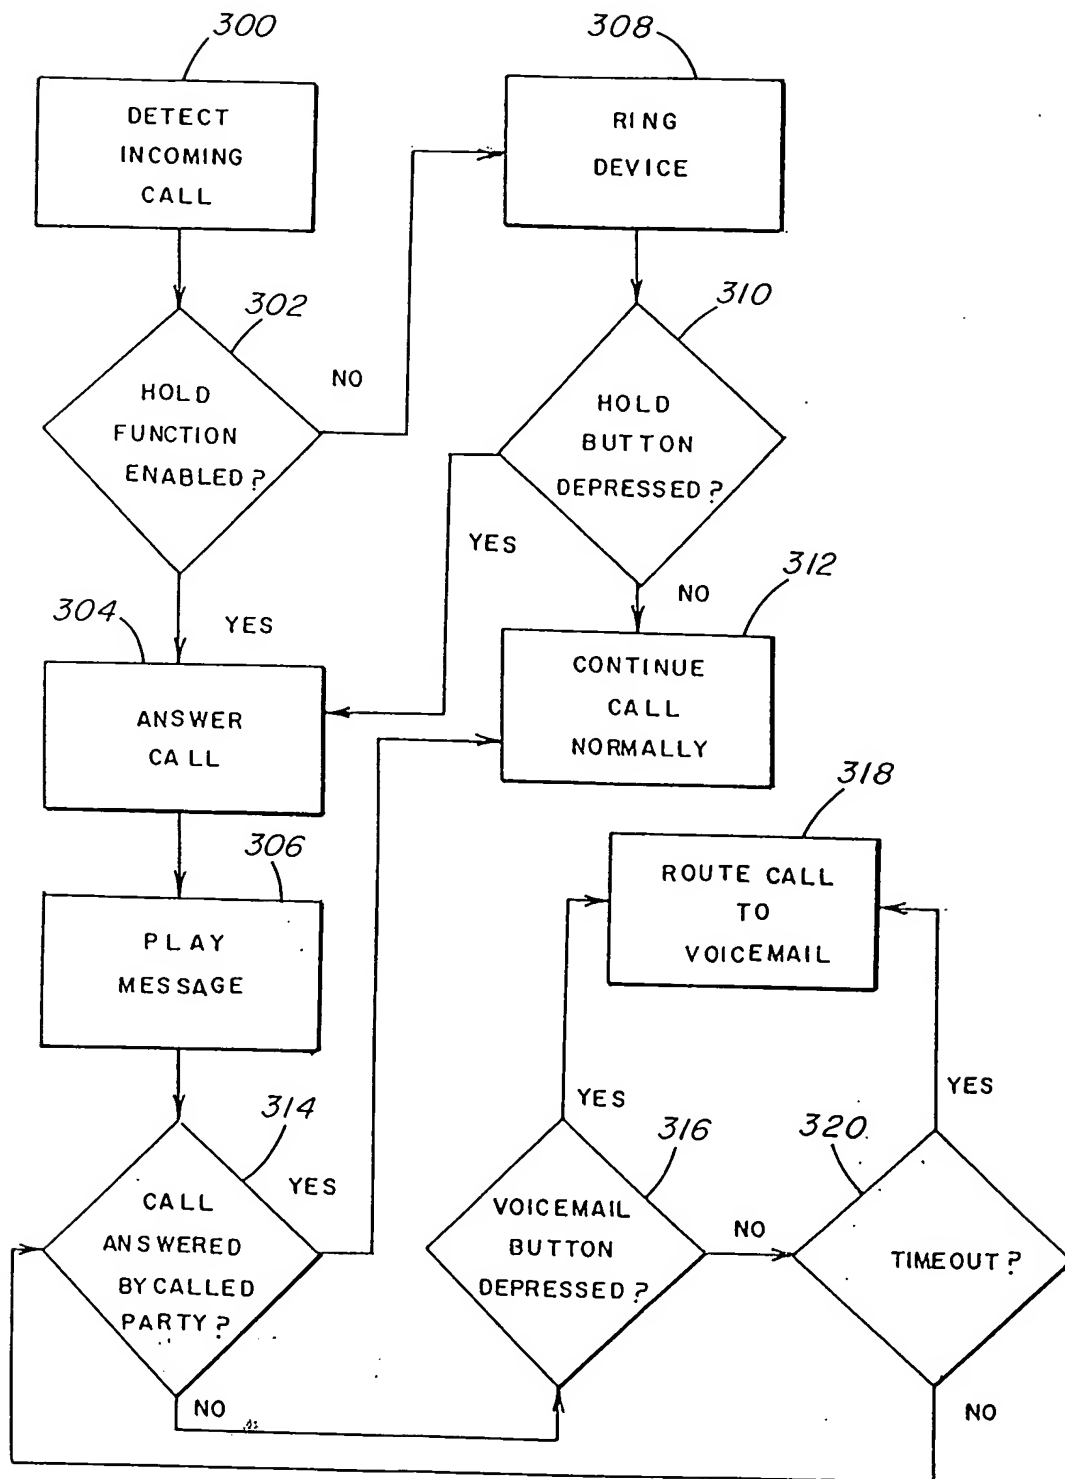 300
DETECT
INCOMING
CALL
308
RING
DEVICE
302
HOLD
FUNCTION
ENABLED?
NO
310
HOLD
BUTTON
DEPRESSED?
YES
NO
304
YES
ANSWER
CALL
312
CONTINUE
CALL
NORMALLY
306
PLAY
MESSAGE
318
ROUTE CALL
TO
VOICEMAIL
314
CALL
ANSWERED
BY CALLED
PARTY?
YES
NO
316
VOICEMAIL
BUTTON
DEPRESSED?
YES
NO
320
TIMEOUT?
YES
NO